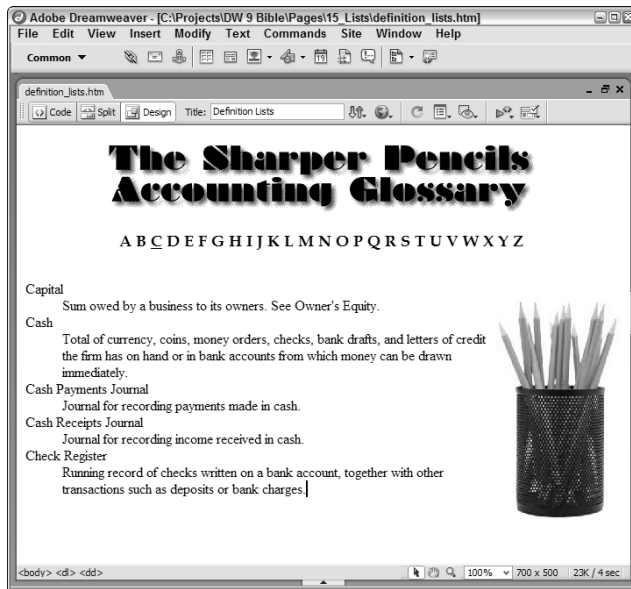 Adobe Dreamweaver - [C:\Projects\DW 9 Bible\Pages\15_Lists\definition_lists.htm]
File Edit View Insert Modify Text Commands Site Window Help
Common
definition_lists.htm
Code Split Design Title: Definition Lists
The Sharper Pencils
Accounting Glossary
A B C D E F G H I J K L M N O P Q R S T U V W X Y Z
Capital
Sum owed by a business to its owners. See Owner's Equity.
Cash
Total of currency, coins, money orders, checks, bank drafts, and letters of credit
the firm has on hand or in bank accounts from which money can be drawn
immediately.
Cash Payments Journal
Journal for recording payments made in cash.
Cash Receipts Journal
Journal for recording income received in cash.
Check Register
Running record of checks written on a bank account, together with other
transactions such as deposits or bank charges.
<body> <dl> <dd> 100% 700 x 500 23K / 4 sec